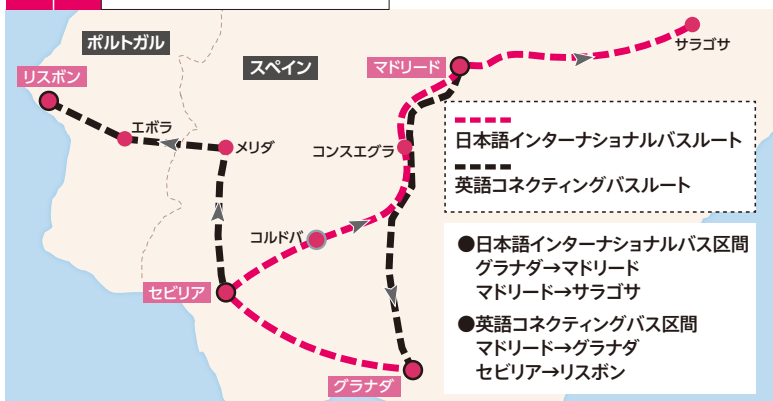 ポルトガル
スペイン
リスボン
エボラ
メリダ
マドリード
サラゴサ
コンスエグラ
コルドバ
セビリア
グラナダ
日本語インターナショナルバスルート
英語コネクティングバスルート
●日本語インターナショナルバス区間
グラナダ→マドリード
マドリード→サラゴサ
●英語コネクティングバス区間
マドリード→グラナダ
セビリア→リスボン